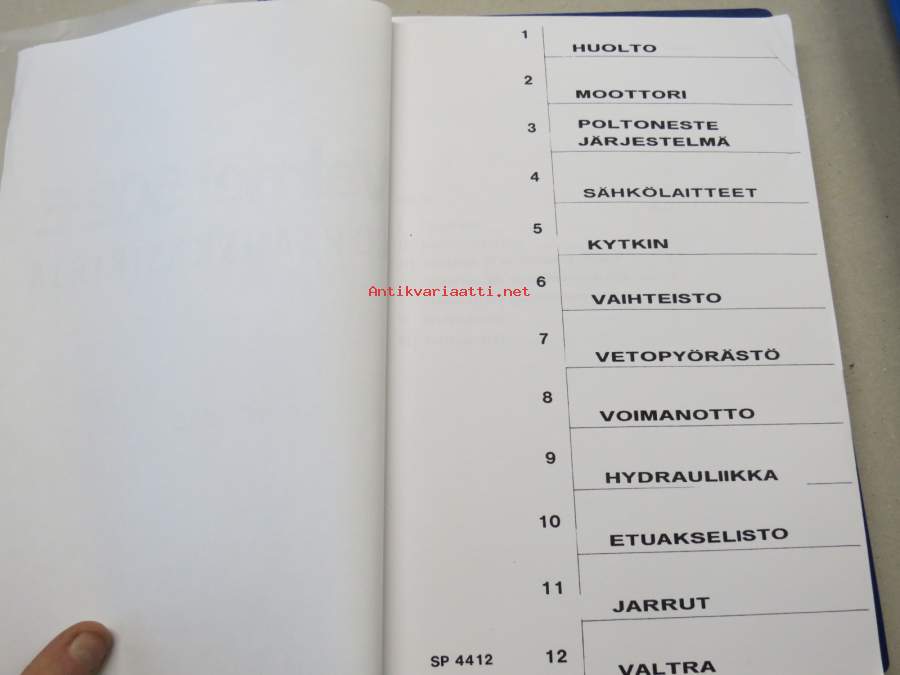 1 HUOLTO
2 MOOTTORI
3 POLTONESTE
JÄRJESTELMÄ
4 SÄHKÖLAITTEET
5 KYTKIN
Antikvariaatti.net
6 VAIHTEISTO
7 VETOPYÖRÄSTÖ
8 VOIMANOTTO
9 HYDRAULIIKKA
10 ETUAKSELISTO
11 JARRUT
SP 4412 12 VALTRA